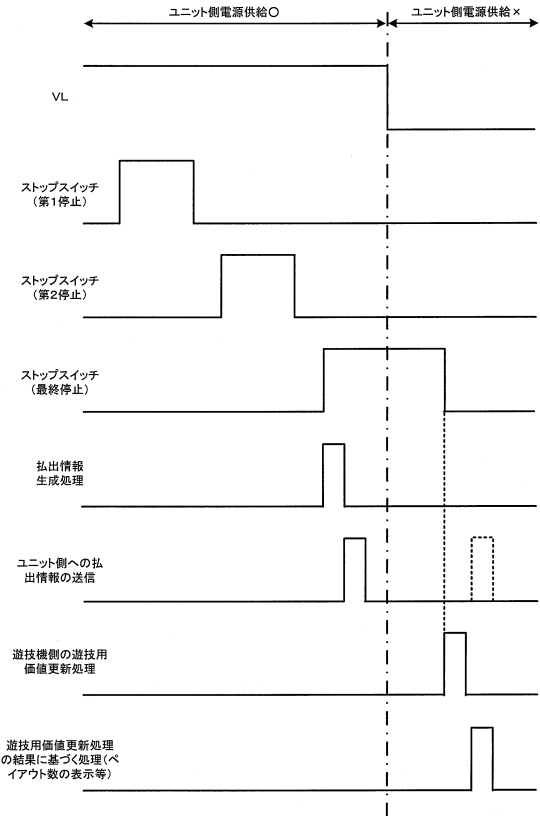 ユニット側電源供給〇
ユニット側電源供給×
VL
ストップスイッチ
(第1停止)
ストップスイッチ
(第2停止)
ストップスイッチ
(最終停止)
払出情報
生成処理
ユニット側への払
出情報の送信
遊技機側の遊技用
価値更新処理
遊技用価値更新処理
の結果に基づく処理(ペ
イアウト数の表示等)